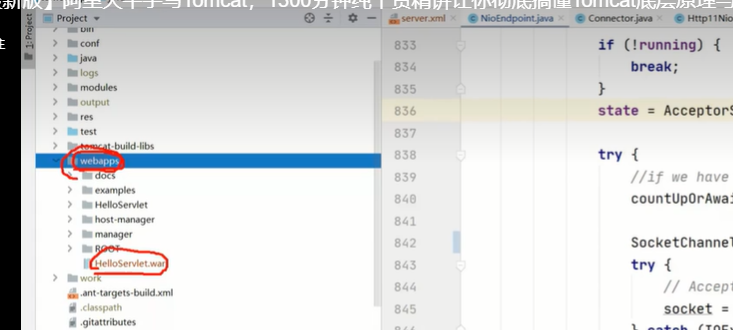 新版】阿星大牛手写Tomcat，1300分钟纯干货精讲让你彻底搞懂Tomcat底层原理与
1: Project
Project
server.xml
NioEndpoint.java
Connector.java
Http11Nio
bin
conf
java
logs
modules
output
res
test
tomcat-build-libs
webapps
docs
examples
HelloServlet
host-manager
manager
ROOT
HelloServlet.war
work
.ant-targets-build.xml
.classpath
.gitattributes
833 if (!running) {
834 break;
835 }
836 state = Acceptor
837
838 try {
839 //if we have
840 countUpOrAwai
841
842 SocketChannel
843 try {
844 // Accept
845 socket =
} catch (IOEx